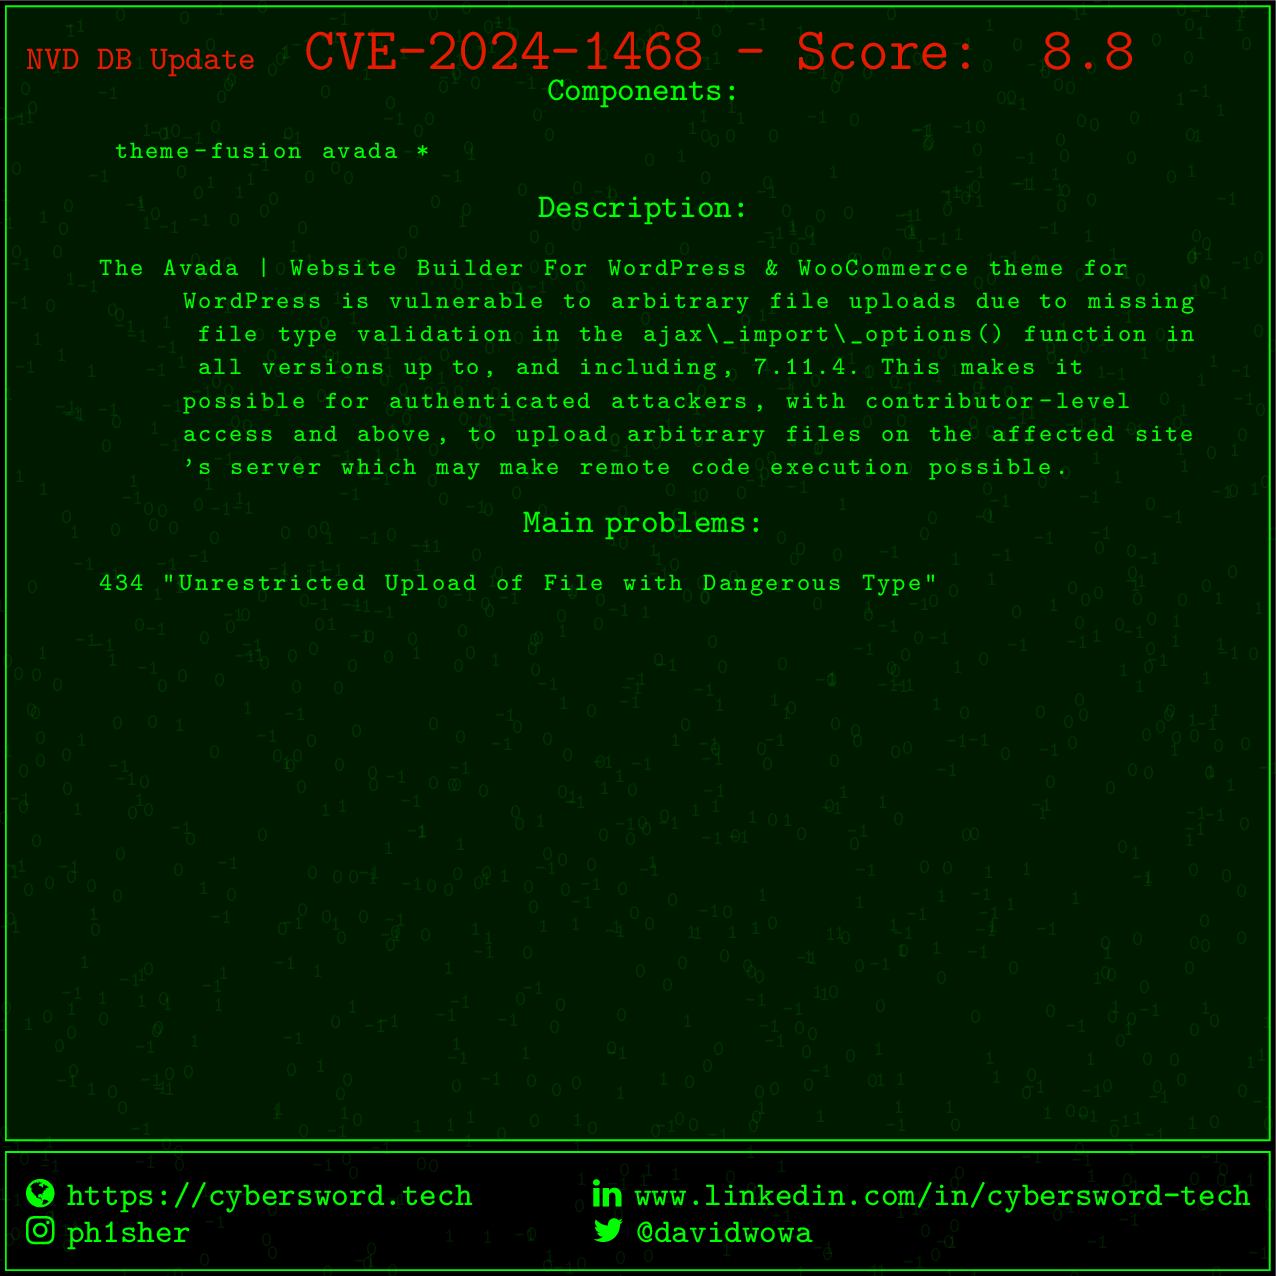 NVD DB Update CVE-2024-1468 - Score: 8.8
Components:
theme-fusion avada *
Description:
The Avada | Website Builder For WordPress & WooCommerce theme for
WordPress is vulnerable to arbitrary file uploads due to missing
file type validation in the ajax\_import\_options() function in
all versions up to, and including, 7.11.4. This makes it
possible for authenticated attackers, with contributor-level
access and above, to upload arbitrary files on the affected site
's server which may make remote code execution possible.
Main problems:
434 "Unrestricted Upload of File with Dangerous Type"
https://cybersword.tech www.linkedin.com/in/cybersword-tech
ph1sher @davidwowa